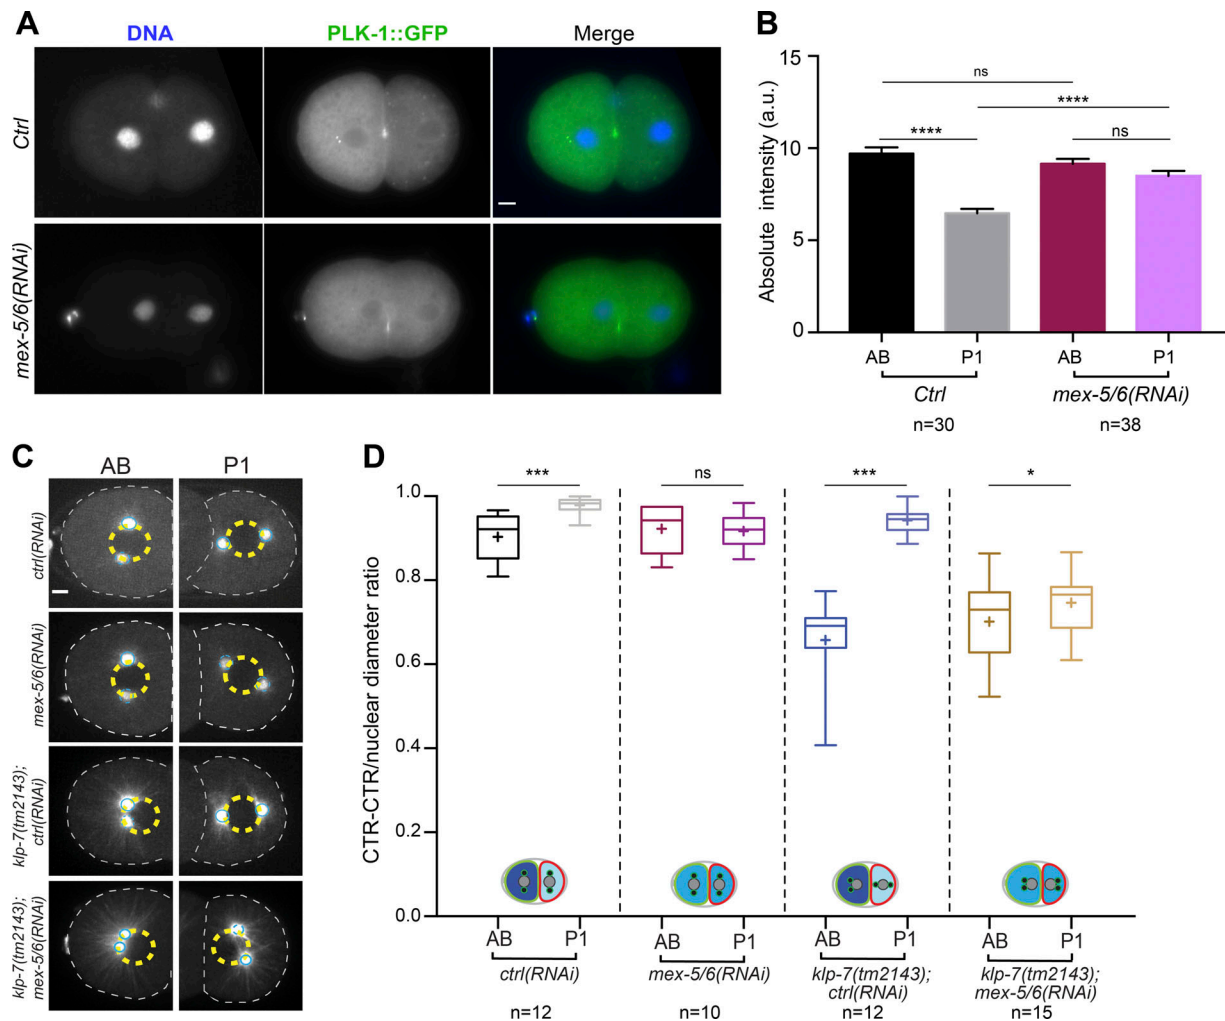 A
DNA
PLK-1::GFP
Merge
Ctrl
mex-5/6(RNAi)
B
Absolute intensity (a.u.)
15
10
5
0
ns
****
****
ns
AB
P1
AB
P1
Ctrl
mex-5/6(RNAi)
n=30
n=38
C
AB
P1
ctrl(RNAi)
mex-5/6(RNAi)
klp-7(tm2143);
ctrl(RNAi)
klp-7(tm2143);
mex-5/6(RNAi)
D
CTR-CTR/nuclear diameter ratio
1.0
0.8
0.6
0.4
0.2
0.0
***
ns
***
*
AB
P1
AB
P1
AB
P1
AB
P1
ctrl(RNAi)
mex-5/6(RNAi)
klp-7(tm2143);
ctrl(RNAi)
klp-7(tm2143);
mex-5/6(RNAi)
n=12
n=10
n=12
n=15